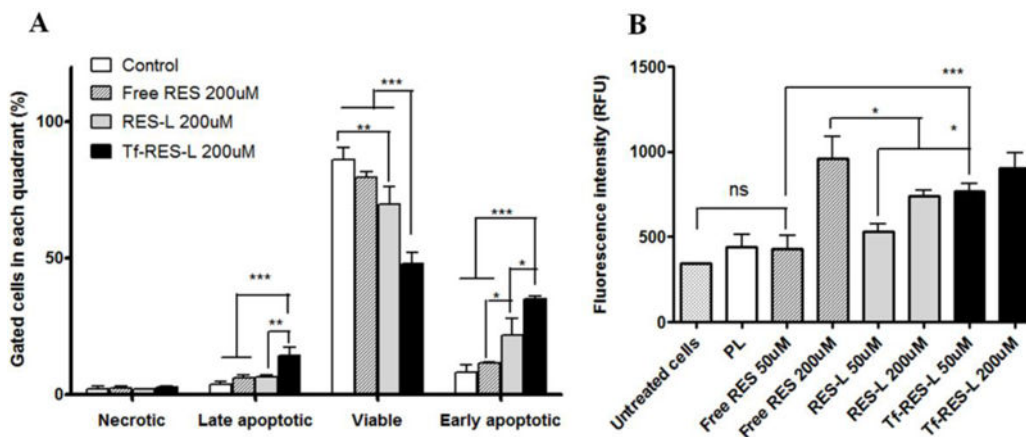 A
Control
Free RES 200uM
RES-L 200uM
Tf-RES-L 200uM
Gated cells in each quadrant (%)
100
50
0
***
**
***
**
***
*
*
Necrotic
Late apoptotic
Viable
Early apoptotic
B
Fluorescence intensity (RFU)
1500
1000
500
0
ns
***
*
*
Untreated cells
PL
Free RES 50uM
Free RES 200uM
RES-L 50uM
RES-L 200uM
Tf-RES-L 50uM
Tf-RES-L 200uM